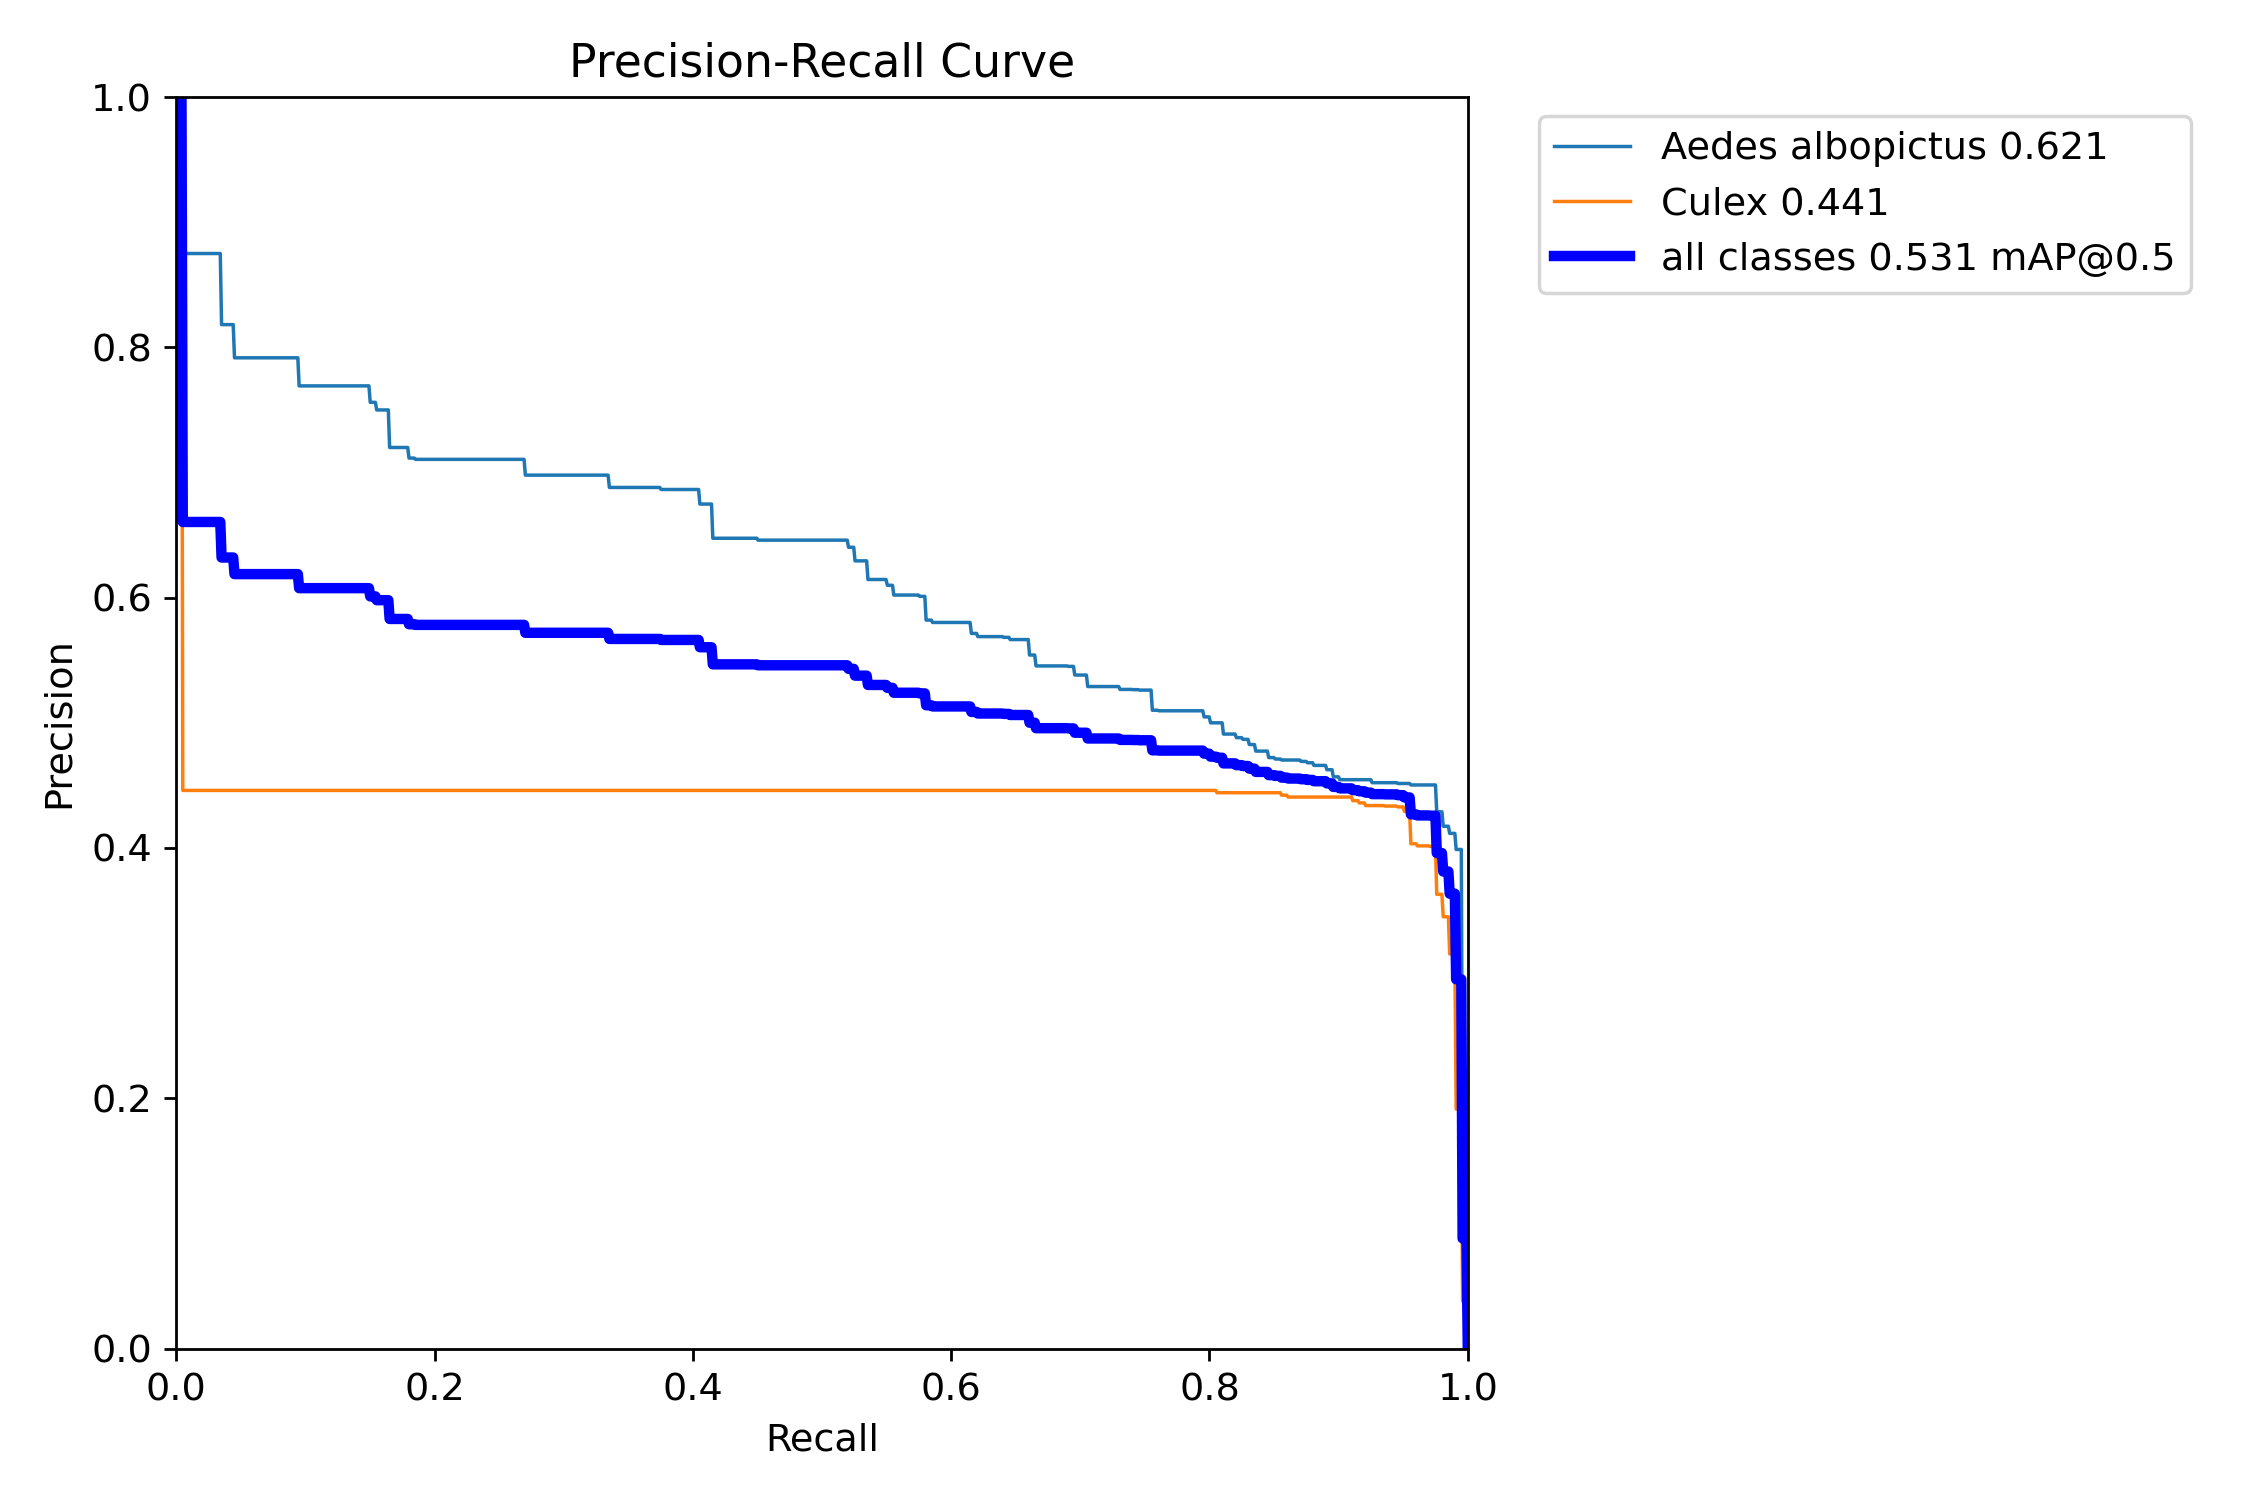 Precision-Recall Curve
1.0
0.8
0.6
0.4
0.2
0.0
Precision
0.0 0.2 0.4 0.6 0.8 1.0
Recall
Aedes albopictus 0.621
Culex 0.441
all classes 0.531 mAP@0.5